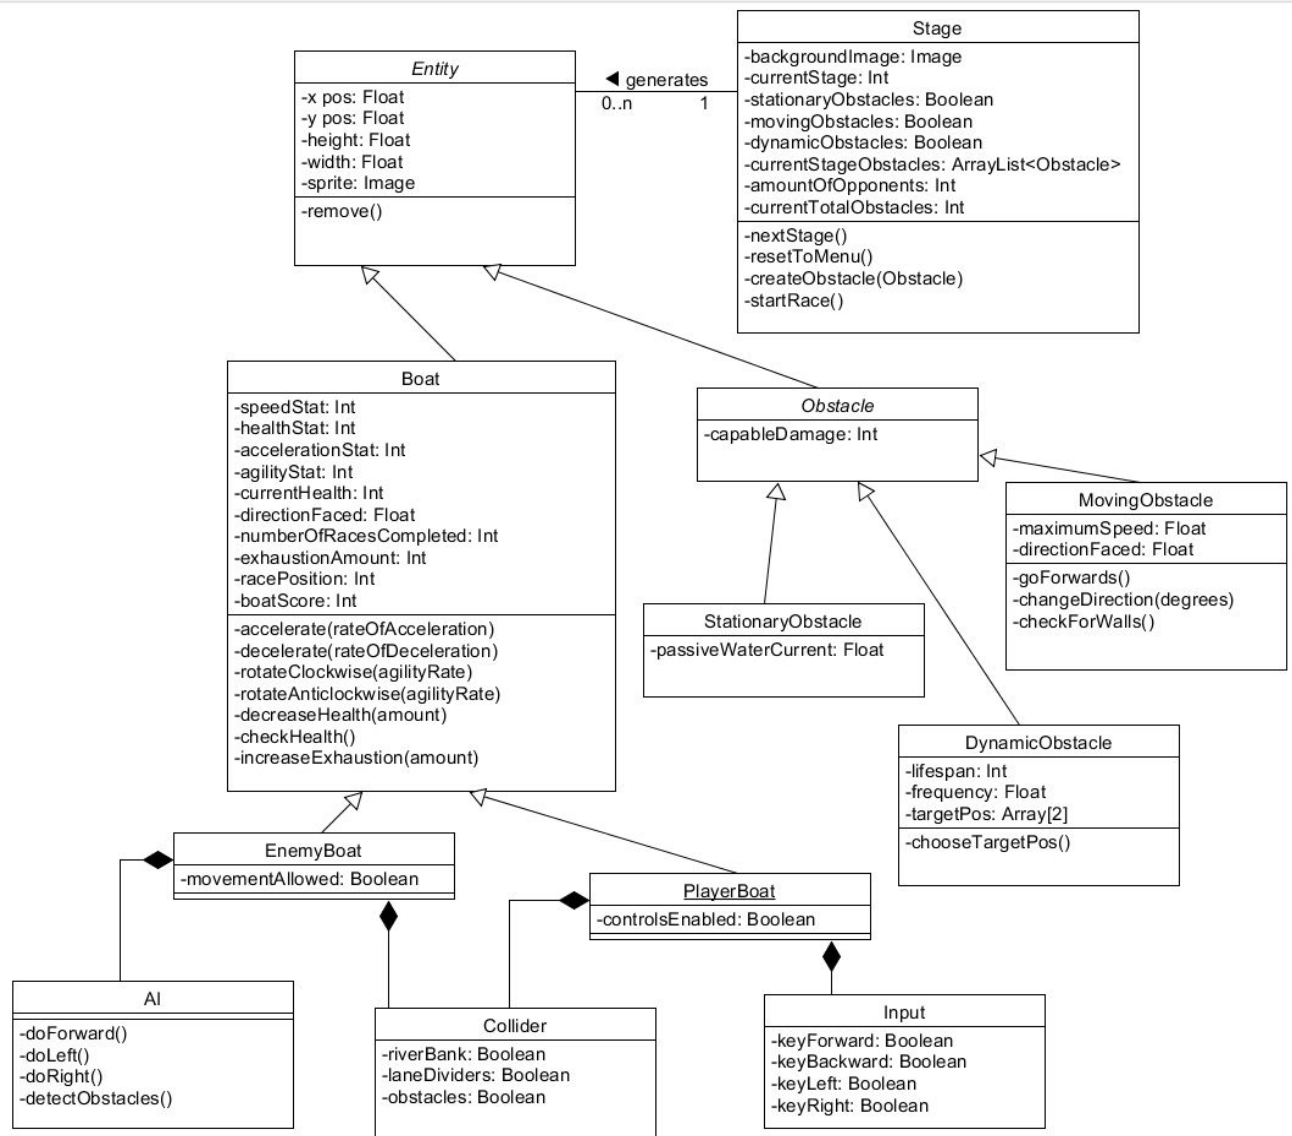 Entity
-x pos: Float
-y pos: Float
-height: Float
-width: Float
-sprite: Image
-remove()
◀ generates
0..n 1
Stage
-backgroundImage: Image
-currentStage: Int
-stationaryObstacles: Boolean
-movingObstacles: Boolean
-dynamicObstacles: Boolean
-currentStageObstacles: ArrayList<Obstacle>
-amountOfOpponents: Int
-currentTotalObstacles: Int
-nextStage()
-resetToMenu()
-createObstacle(Obstacle)
-startRace()
Boat
-speedStat: Int
-healthStat: Int
-accelerationStat: Int
-agilityStat: Int
-currentHealth: Int
-directionFaced: Float
-numberOfRacesCompleted: Int
-exhaustionAmount: Int
-racePosition: Int
-boatScore: Int
-accelerate(rateOfAcceleration)
-decelerate(rateOfDeceleration)
-rotateClockwise(agilityRate)
-rotateAnticlockwise(agilityRate)
-decreaseHealth(amount)
-checkHealth()
-increaseExhaustion(amount)
Obstacle
-capableDamage: Int
MovingObstacle
-maximumSpeed: Float
-directionFaced: Float
-goForwards()
-changeDirection(degrees)
-checkForWalls()
StationaryObstacle
-passiveWaterCurrent: Float
DynamicObstacle
-lifespan: Int
-frequency: Float
-targetPos: Array[2]
-chooseTargetPos()
EnemyBoat
-movementAllowed: Boolean
PlayerBoat
-controlsEnabled: Boolean
AI
-doForward()
-doLeft()
-doRight()
-detectObstacles()
Collider
-riverBank: Boolean
-laneDividers: Boolean
-obstacles: Boolean
Input
-keyForward: Boolean
-keyBackward: Boolean
-keyLeft: Boolean
-keyRight: Boolean